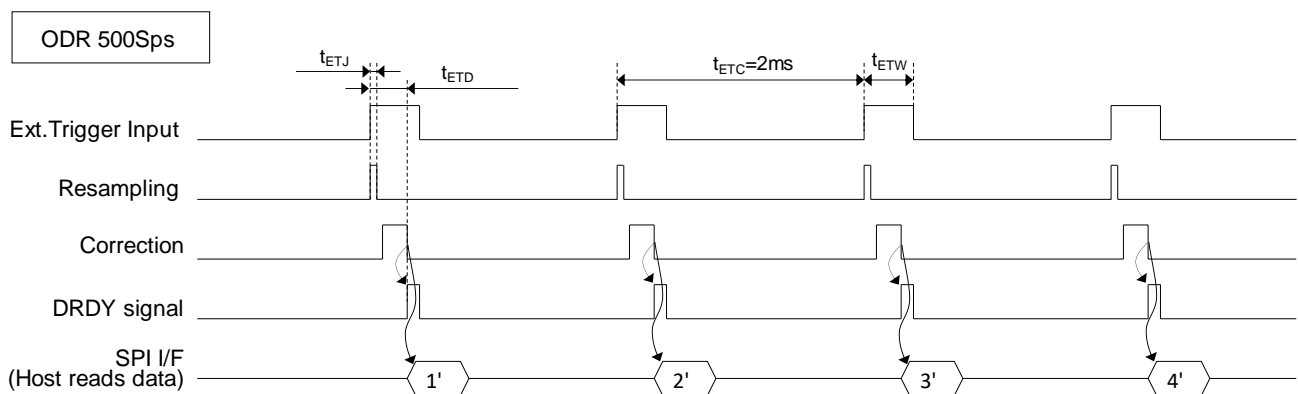 ODR 500Sps
tETJ
tETD
tETC=2ms
tETW
Ext.Trigger Input
Resampling
Correction
DRDY signal
SPI I/F
(Host reads data)
1'
2'
3'
4'